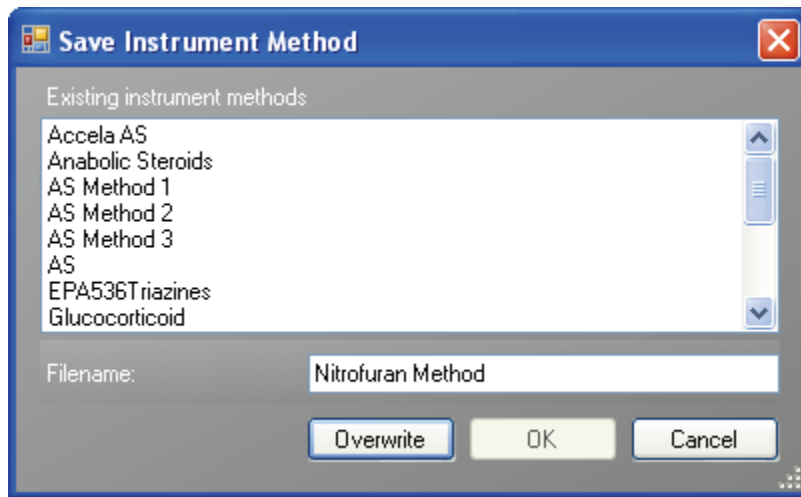 Save Instrument Method
Existing instrument methods
Accela AS
Anabolic Steroids
AS Method 1
AS Method 2
AS Method 3
AS
EPA536Triazines
Glucocorticoid
Filename:
Nitrofuran Method
Overwrite
OK
Cancel